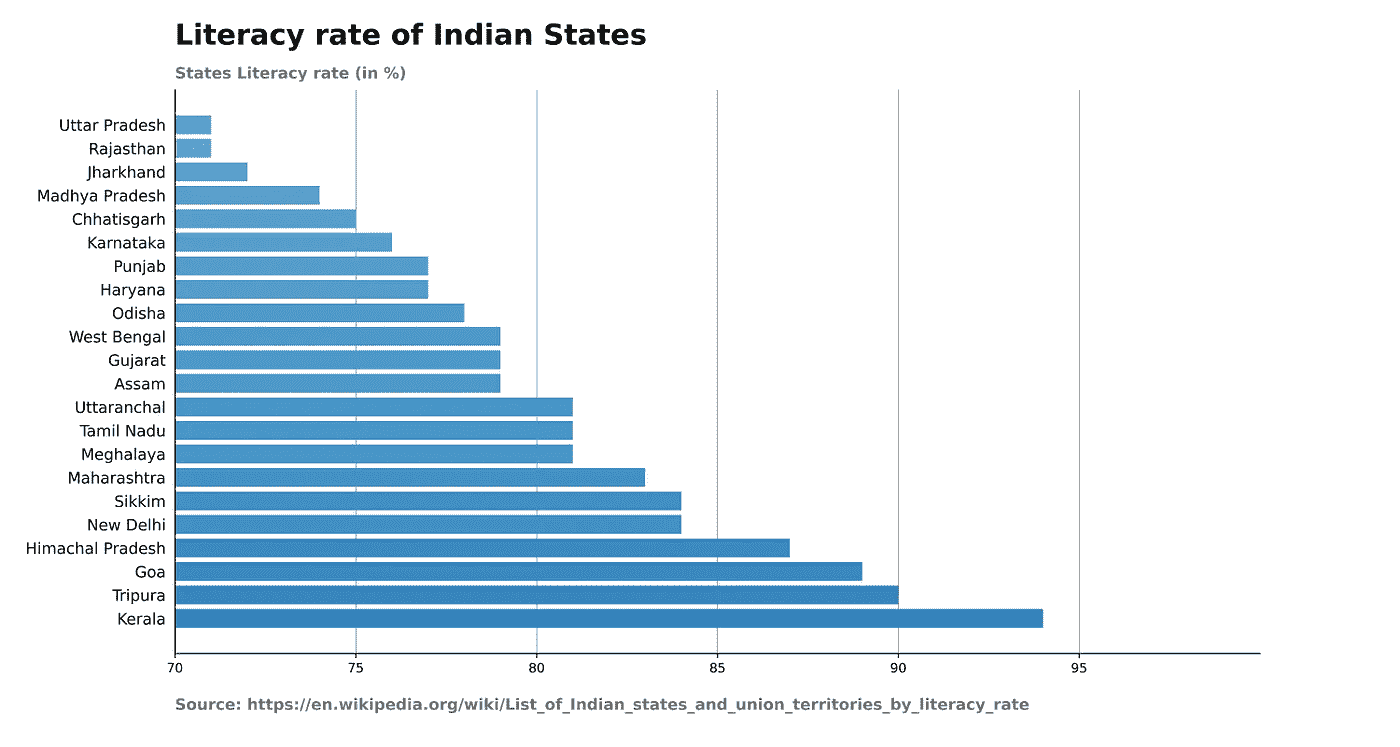 Literacy rate of Indian States
States Literacy rate (in %)
Uttar Pradesh
Rajasthan
Jharkhand
Madhya Pradesh
Chhatisgarh
Karnataka
Punjab
Haryana
Odisha
West Bengal
Gujarat
Assam
Uttaranchal
Tamil Nadu
Meghalaya
Maharashtra
Sikkim
New Delhi
Himachal Pradesh
Goa
Tripura
Kerala
70 75 80 85 90 95
Source: https://en.wikipedia.org/wiki/List_of_Indian_states_and_union_territories_by_literacy_rate